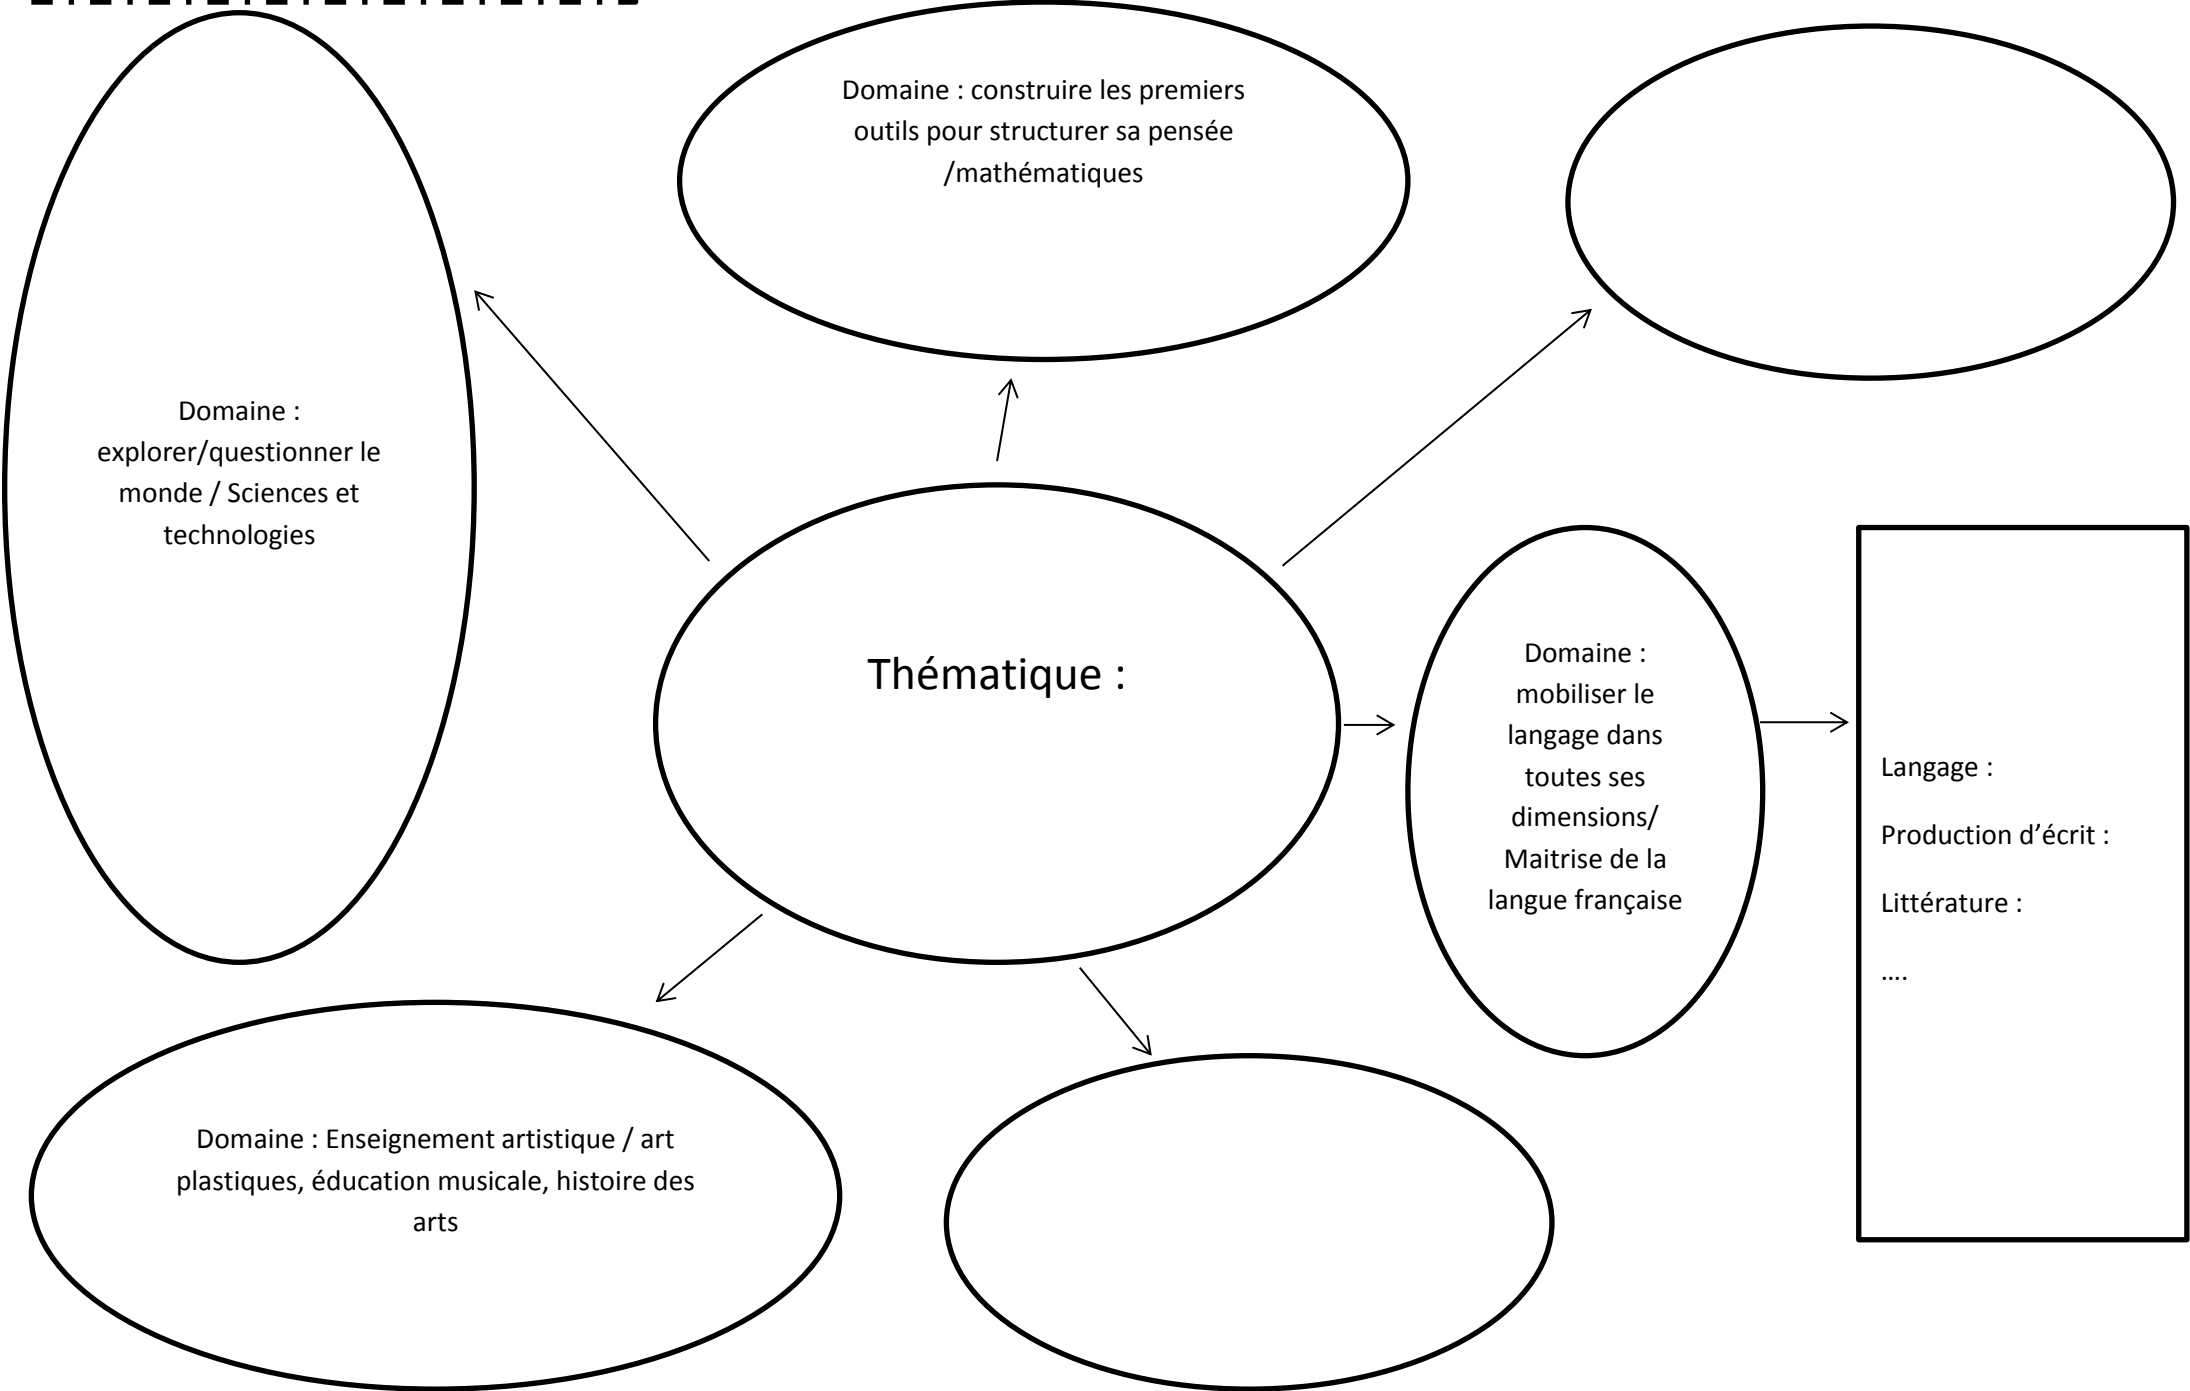 Domaine : construire les premiers
outils pour structurer sa pensée
/mathématiques
Domaine :
explorer/questionner le
monde / Sciences et
technologies
Thématique :
Domaine :
mobiliser le
langage dans
toutes ses
dimensions/
Maitrise de la
langue française
Langage :
Production d’écrit :
Littérature :
….
Domaine : Enseignement artistique / art
plastiques, éducation musicale, histoire des
arts